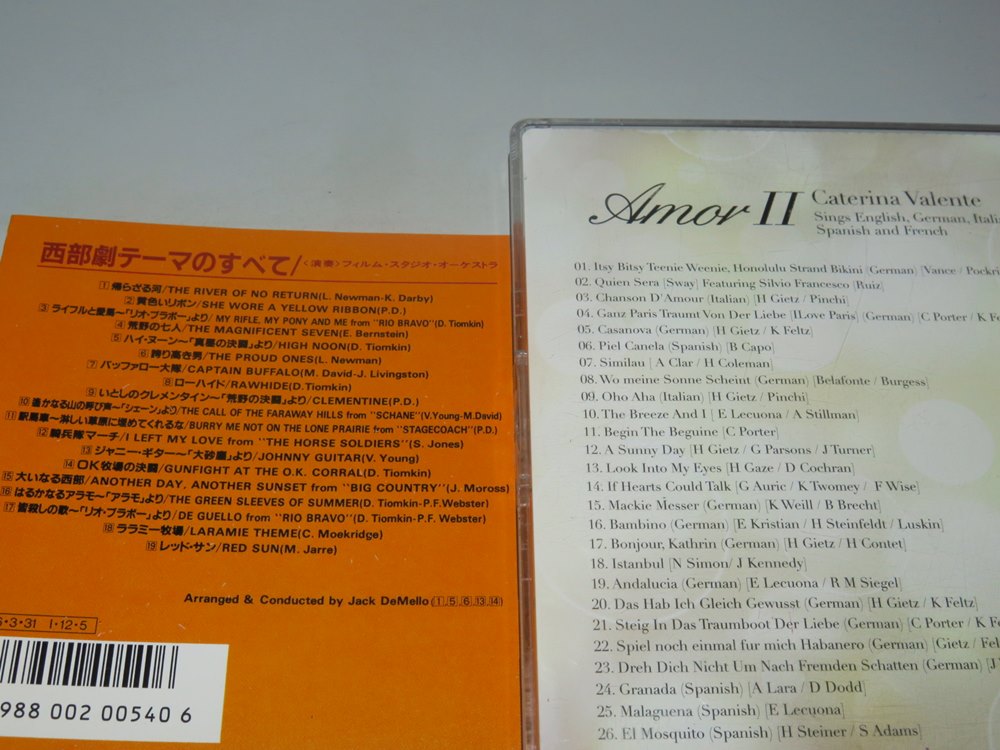 西部劇テーマのすべて/〈演奏〉フィルム・スタジオ・オーケストラ
1 帰らざる河/THE RIVER OF NO RETURN(L. Newman-K. Darby)
2 黄色いリボン/SHE WORE A YELLOW RIBBON(P.D.)
3 ライフルと愛馬〜「リオ・ブラボー」より/MY RIFLE, MY PONY AND ME from "RIO BRAVO"(D. Tiomkin)
4 荒野の七人/THE MAGNIFICENT SEVEN(E. Bernstein)
5 ハイ・ヌーン〜「真昼の決闘」より/HIGH NOON(D. Tiomkin)
6 誇り高き男/THE PROUD ONES(L. Newman)
7 バッファロー大隊/CAPTAIN BUFFALO(M. David-J. Livingston)
8 ローハイド/RAWHIDE(D.Tiomkin)
9 いとしのクレメンタイン〜「荒野の決闘」より/CLEMENTINE(P.D.)
10 遥かなる山の呼び声〜「シェーン」より/THE CALL OF THE FARAWAY HILLS from "SCHANE"(V.Young-M.David)
11 駅馬車〜淋しい草原に埋めてくれるな/BURRY ME NOT ON THE LONE PRAIRIE from "STAGECOACH"(P.D.)
12 騎兵隊マーチ/I LEFT MY LOVE from "THE HORSE SOLDIERS"(S. Jones)
13 ジャニー・ギター〜「大砂塵」より/JOHNNY GUITAR(V. Young)
14 OK牧場の決闘/GUNFIGHT AT THE O.K. CORRAL(D. Tiomkin)
15 大いなる西部/ANOTHER DAY, ANOTHER SUNSET from "BIG COUNTRY"(J. Moross)
16 はるかなるアラモ〜「アラモ」より/THE GREEN SLEEVES OF SUMMER(D. Tiomkin-P.F. Webster)
17 皆殺しの歌〜「リオ・ブラボー」より/DE GUELLO from "RIO BRAVO"(D. Tiomkin-P.F. Webster)
18 ララミー牧場/LARAMIE THEME(C. Moekridge)
19 レッド・サン/RED SUN(M. Jarre)
Arranged & Conducted by Jack DeMello(1,5,6,13,14)
3・31 I・12・5
988 002 00540 6
Amor II Caterina Valente
Sings English, German, Itali
Spanish and French
01. Itsy Bitsy Teenie Weenie, Honolulu Strand Bikini (German) [Vance / Pockri
02. Quien Sera [Sway] Featuring Silvio Francesco [Ruiz]
03. Chanson D'Amour (Italian) [H Gietz / Pinchi]
04. Ganz Paris Traumt Von Der Liebe [ILove Paris] (German) [C Porter / K Fe
05. Casanova (German) [H Gietz / K Feltz]
06. Piel Canela (Spanish) [B Capo]
07. Similau [A Clar / H Coleman]
08. Wo meine Sonne Scheint (German) [Belafonte / Burgess]
09. Oho Aha (Italian) [H Gietz / Pinchi]
10. The Breeze And I [E Lecuona / A Stillman]
11. Begin The Beguine [C Porter]
12. A Sunny Day [H Gietz / G Parsons / J Turner]
13. Look Into My Eyes [H Gaze / D Cochran]
14. If Hearts Could Talk [G Auric / K Twomey / F Wise]
15. Mackie Messer (German) [K Weill / B Brecht]
16. Bambino (German) [E Kristian / H Steinfeldt / Luskin]
17. Bonjour, Kathrin (German) [H Gietz / H Contet]
18. Istanbul [N Simon/ J Kennedy]
19. Andalucia (German) [E Lecuona / R M Siegel]
20. Das Hab Ich Gleich Gewusst (German) [H Gietz / K Feltz]
21. Steig In Das Traumboot Der Liebe (German) [C Porter / K F
22. Spiel noch einmal fur mich Habanero (German) [Gietz / Fel
23. Dreh Dich Nicht Um Nach Fremden Schatten (German) [J
24. Granada (Spanish) [A Lara / D Dodd]
25. Malaguena (Spanish) [E Lecuona]
26. El Mosquito (Spanish) [H Steiner / S Adams]